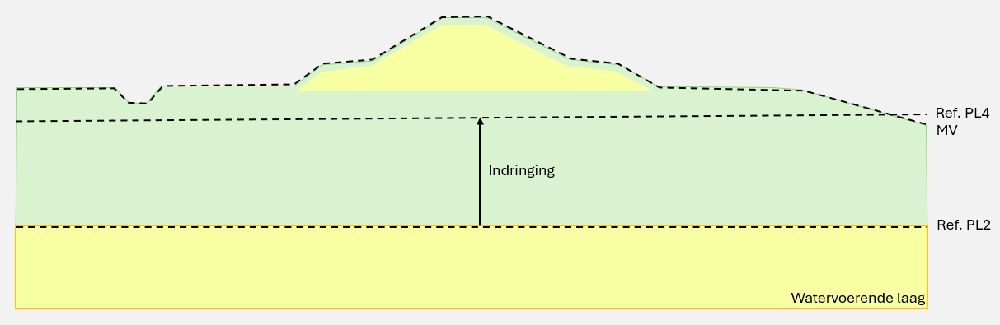 Ref. PL4
MV
Indringing
Ref. PL2
Watervoerende laag